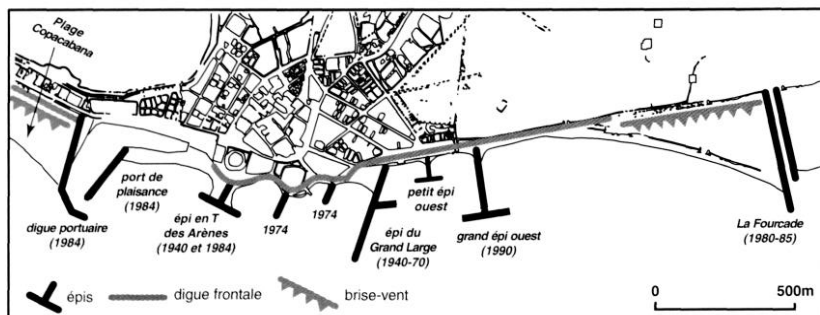 Plage
Copacabana
digue portuaire
(1984)
port de
plaisance
(1984)
épi en T
des Arènes
(1940 et 1984)
1974
1974
épi du
Grand Large
(1940-70)
petit épi
ouest
grand épi ouest
(1990)
La Fourcade
(1980-85)
épis
digue frontale
brise-vent
0
500m